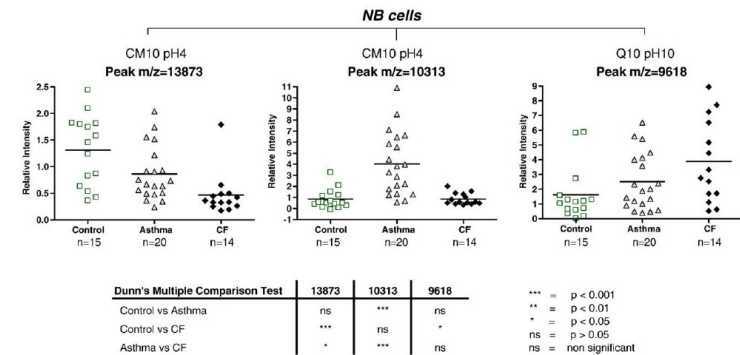 NB cells
CM10 pH4
Peak m/z=13873
CM10 pH4
Peak m/z=10313
Q10 pH10
Peak m/z=9618
Relative Intensity
2.5
2.0
1.5
1.0
0.5
0.0
Control
n=15
Asthma
n=20
CF
n=14
Relative Intensity
11
10
9
8
7
6
5
4
3
2
1
0
-1
Control
n=15
Asthma
n=20
CF
n=14
Relative Intensity
9
8
7
6
5
4
3
2
1
0
Control
n=15
Asthma
n=20
CF
n=14
Dunn's Multiple Comparison Test 13873 10313 9618
Control vs Asthma ns *** ns
Control vs CF *** ns *
Asthma vs CF * *** ns
*** = p < 0.001
** = p < 0.01
* = p < 0.05
ns = p > 0.05
ns = non significant